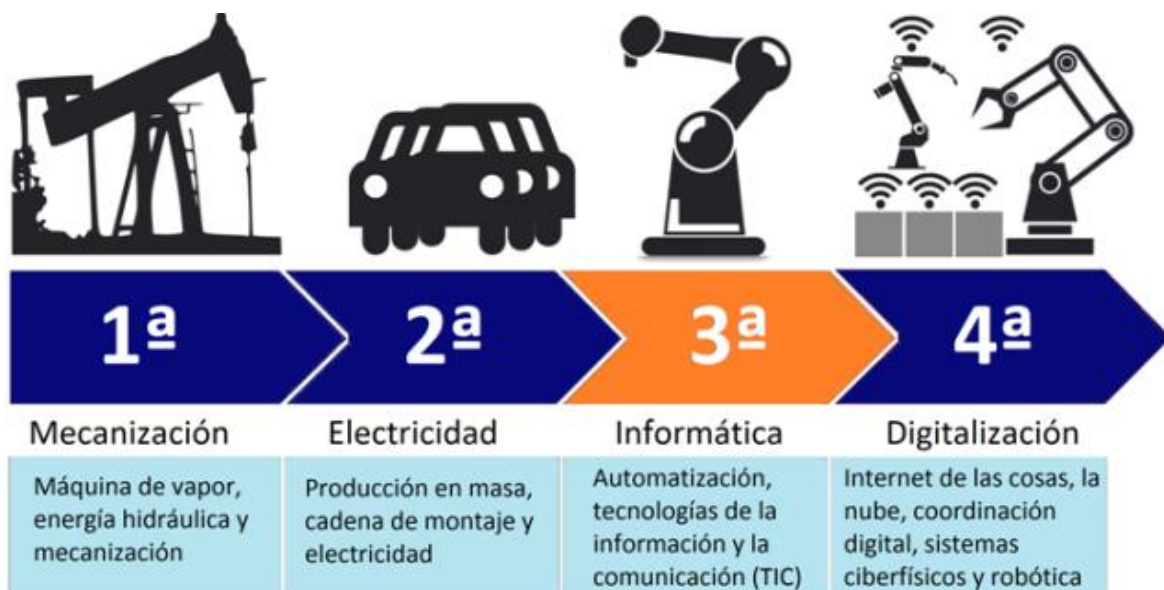 1ª
2ª
3ª
4ª
Mecanización
Electricidad
Informática
Digitalización
Máquina de vapor,
energía hidráulica y
mecanización
Producción en masa,
cadena de montaje y
electricidad
Automatización,
tecnologías de la
información y la
comunicación (TIC)
Internet de las cosas, la
nube, coordinación
digital, sistemas
ciberfísicos y robótica